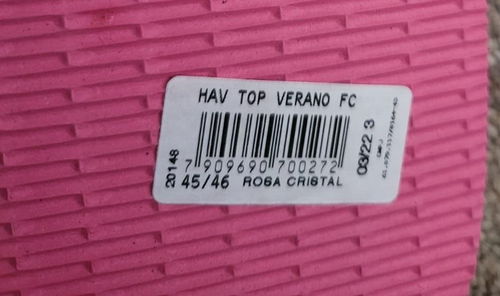 HAV TOP VERANO FC
7 909690 700272
20148
45/46 ROSA CRISTAL
03/22 3